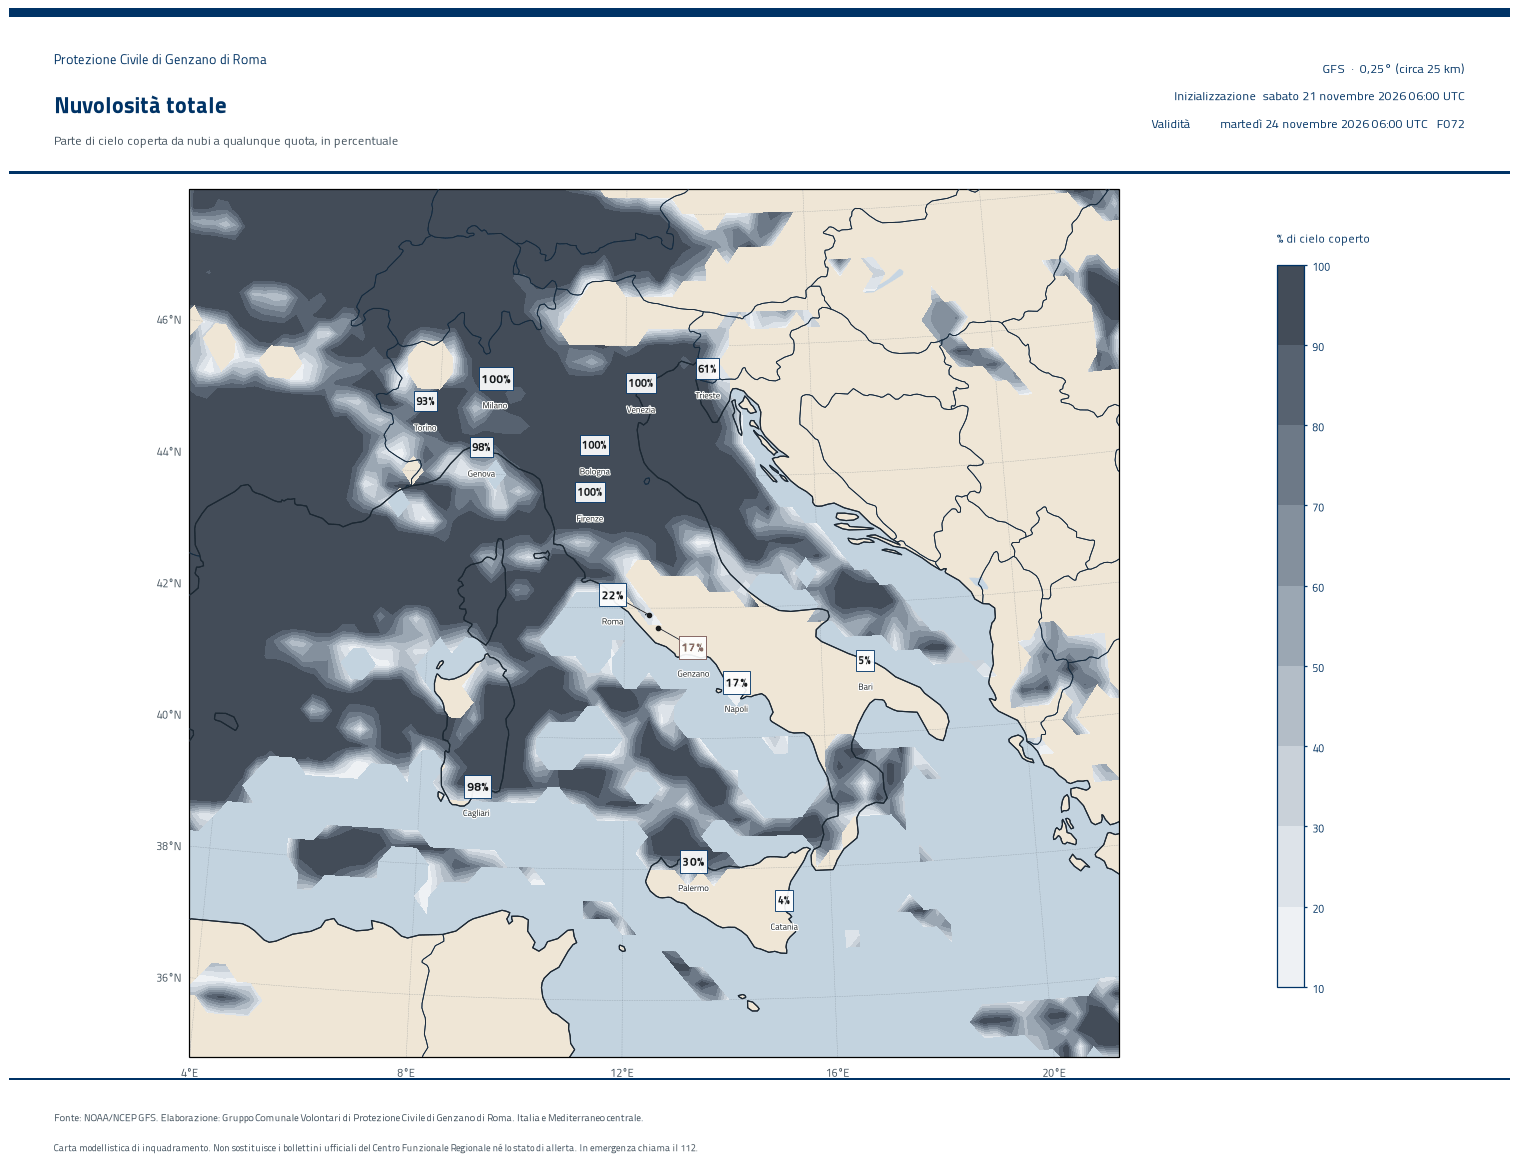 Protezione Civile di Genzano di Roma
Nuvolosità totale
Parte di cielo coperta da nubi a qualunque quota, in percentuale
GFS · 0,25° (circa 25 km)
Inizializzazione sabato 21 novembre 2026 06:00 UTC
Validità martedì 24 novembre 2026 06:00 UTC F072
% di cielo coperto
100
90
80
70
60
50
40
30
20
10
46°N
44°N
42°N
40°N
38°N
36°N
4°E
8°E
12°E
16°E
20°E
61%
Trieste
100%
Milano
100%
Venezia
93%
Torino
98%
Genova
100%
Bologna
100%
Firenze
22%
Roma
17%
Genzano
5%
Bari
17%
Napoli
98%
Cagliari
30%
Palermo
4%
Catania
Fonte: NOAA/NCEP GFS. Elaborazione: Gruppo Comunale Volontari di Protezione Civile di Genzano di Roma. Italia e Mediterraneo centrale.
Carta modellistica di inquadramento. Non sostituisce i bollettini ufficiali del Centro Funzionale Regionale né lo stato di allerta. In emergenza chiama il 112.